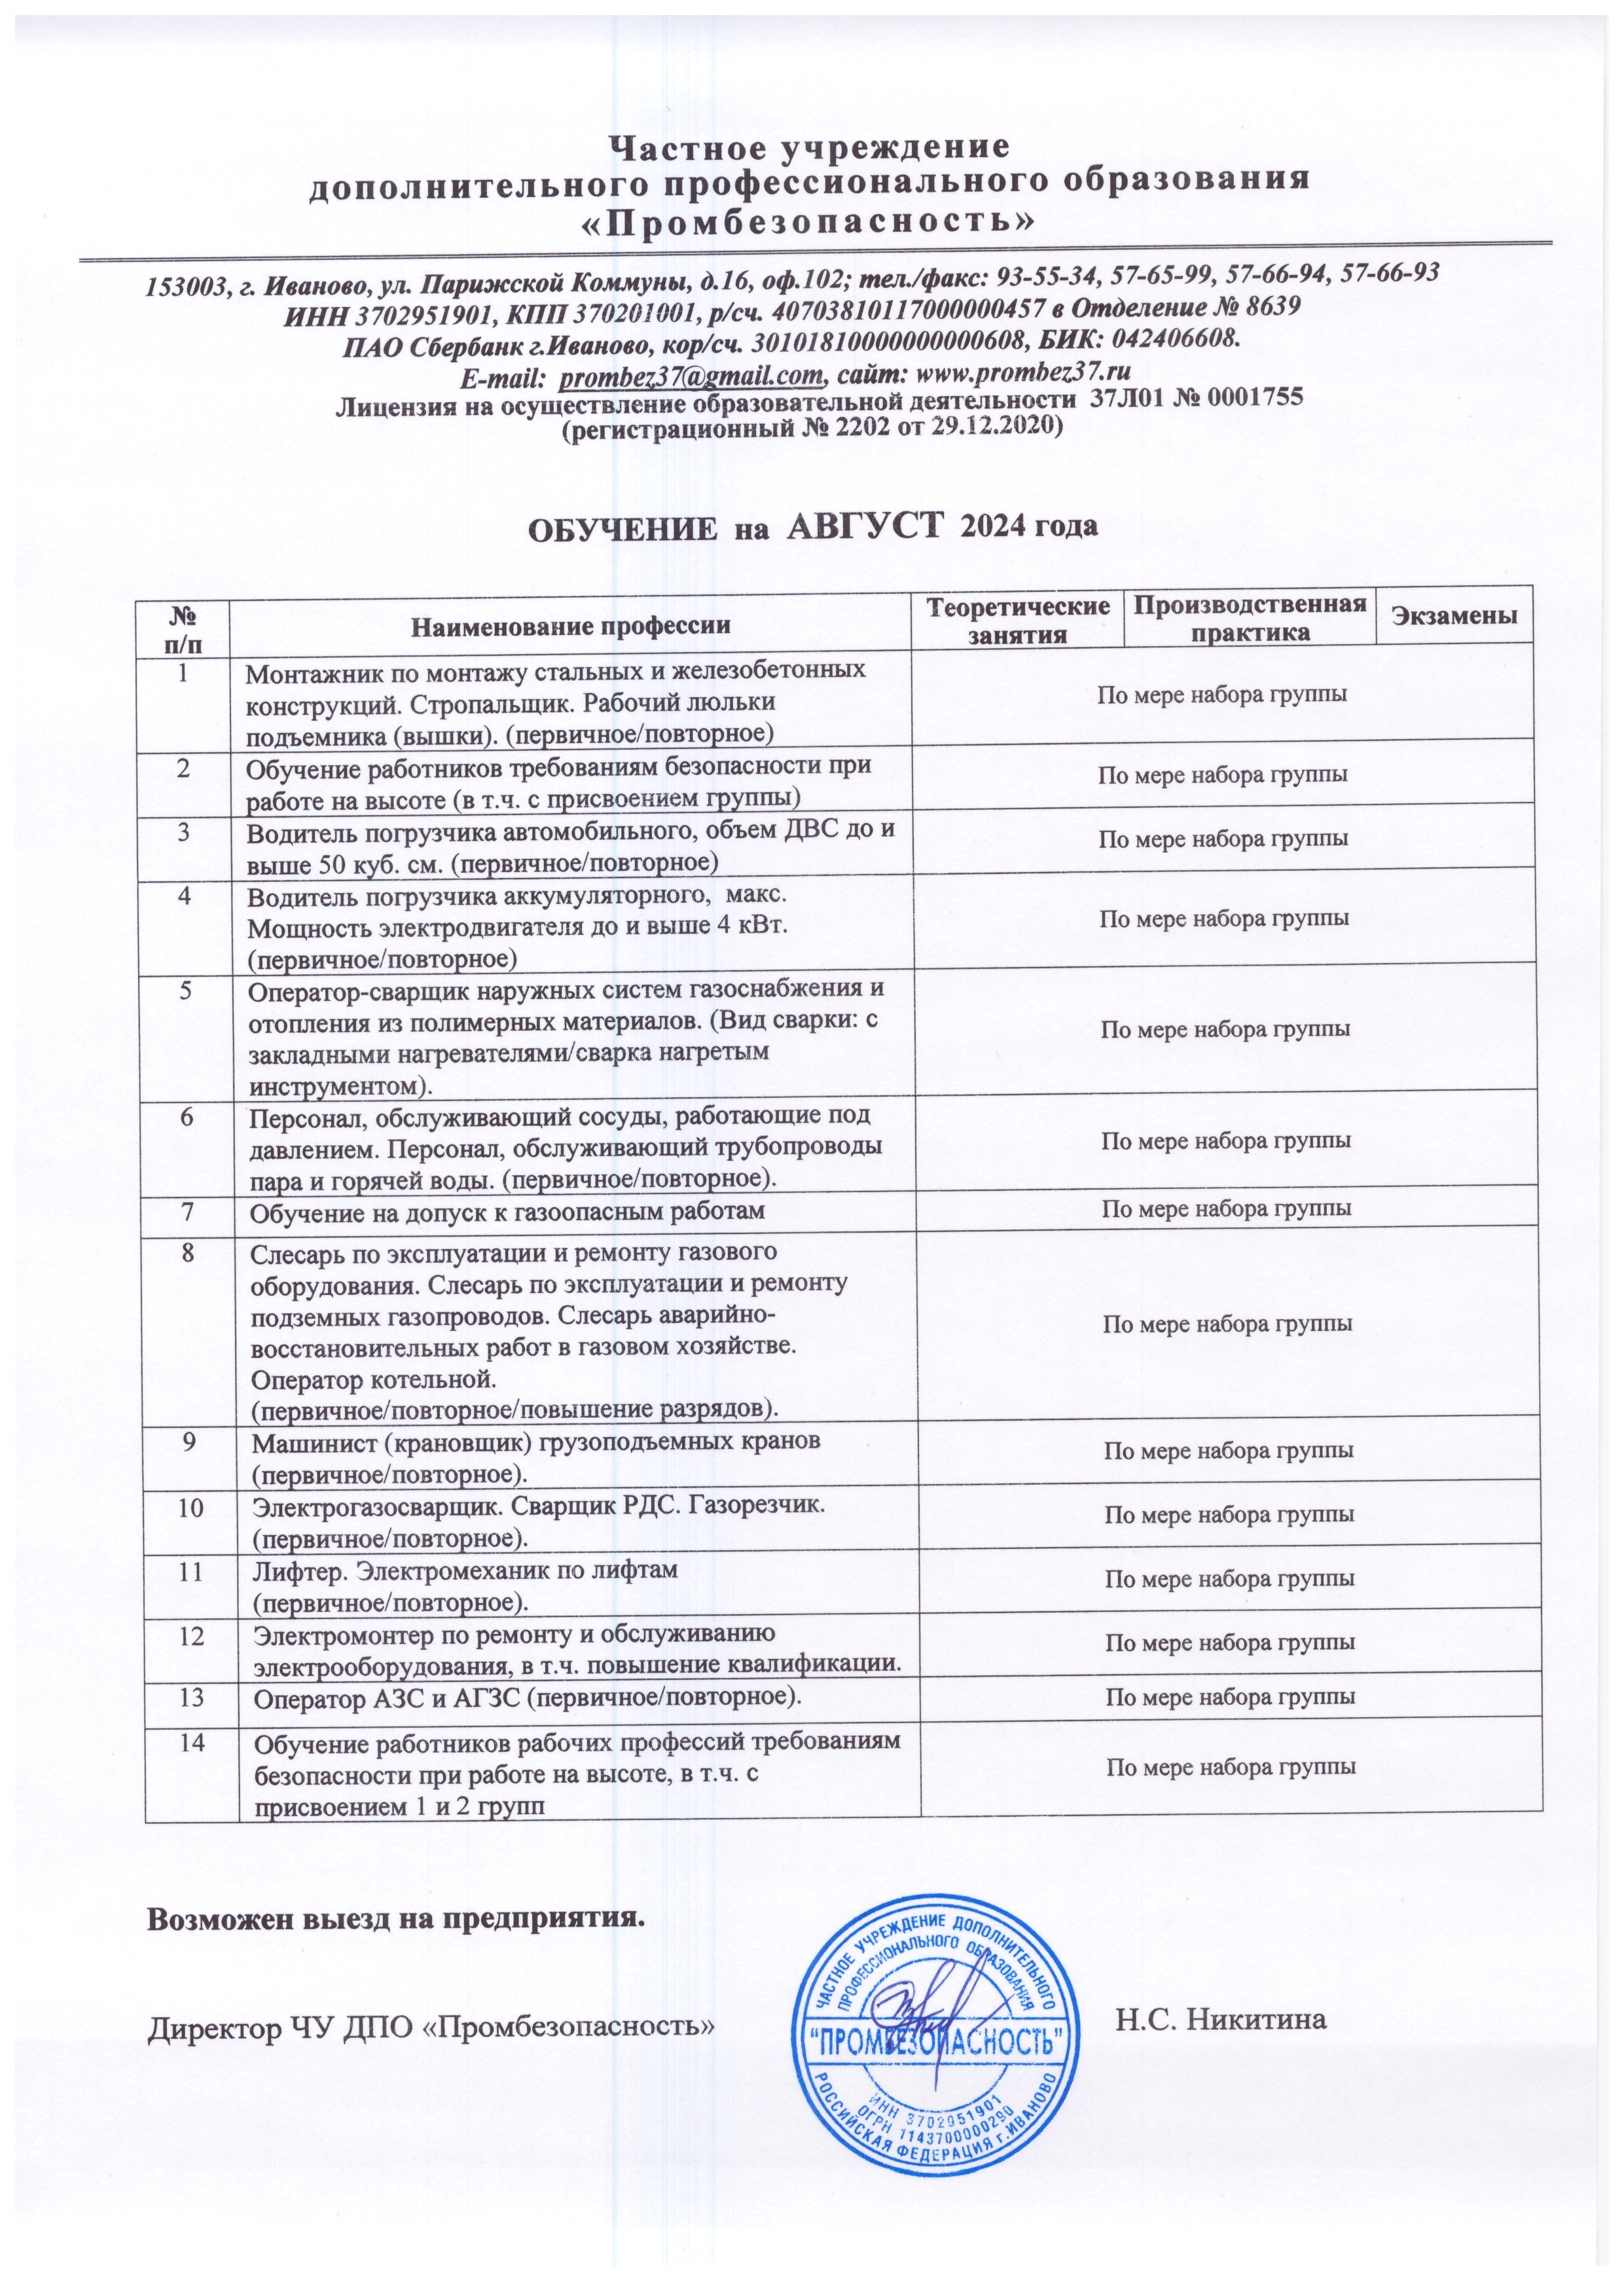 Частное учреждение
дополнительного профессионального образования
«Промбезопасность»
153003, г. Иваново, ул. Парижской Коммуны, д.16, оф.102; тел./факс: 93-55-34, 57-65-99, 57-66-94, 57-66-93
ИНН 3702951901, КПП 370201001, р/сч. 40703810117000000457 в Отделение № 8639
ПАО Сбербанк г.Иваново, кор/сч. 30101810000000000608, БИК: 042406608.
E-mail: prombez37@gmail.com, сайт: www.prombez37.ru
Лицензия на осуществление образовательной деятельности 37Л01 № 0001755
(регистрационный № 2202 от 29.12.2020)
ОБУЧЕНИЕ на АВГУСТ 2024 года
№ п/п
Наименование профессии
Теоретические занятия
Производственная практика
Экзамены
1
Монтажник по монтажу стальных и железобетонных
конструкций. Стропальщик. Рабочий люльки
подъемника (вышки). (первичное/повторное)
По мере набора группы
2
Обучение работников требованиям безопасности при
работе на высоте (в т.ч. с присвоением группы)
По мере набора группы
3
Водитель погрузчика автомобильного, объем ДВС до и
выше 50 куб. см. (первичное/повторное)
По мере набора группы
4
Водитель погрузчика аккумуляторного, макс.
Мощность электродвигателя до и выше 4 кВт.
(первичное/повторное)
По мере набора группы
5
Оператор-сварщик наружных систем газоснабжения и
отопления из полимерных материалов. (Вид сварки: с
закладными нагревателями/сварка нагретым
инструментом).
По мере набора группы
6
Персонал, обслуживающий сосуды, работающие под
давлением. Персонал, обслуживающий трубопроводы
пара и горячей воды. (первичное/повторное).
По мере набора группы
7
Обучение на допуск к газоопасным работам
По мере набора группы
8
Слесарь по эксплуатации и ремонту газового
оборудования. Слесарь по эксплуатации и ремонту
подземных газопроводов. Слесарь аварийно-
восстановительных работ в газовом хозяйстве.
Оператор котельной.
(первичное/повторное/повышение разрядов).
По мере набора группы
9
Машинист (крановщик) грузоподъемных кранов
(первичное/повторное).
По мере набора группы
10
Электрогазосварщик. Сварщик РДС. Газорезчик.
(первичное/повторное).
По мере набора группы
11
Лифтер. Электромеханик по лифтам
(первичное/повторное).
По мере набора группы
12
Электромонтер по ремонту и обслуживанию
электрооборудования, в т.ч. повышение квалификации.
По мере набора группы
13
Оператор АЗС и АГЗС (первичное/повторное).
По мере набора группы
14
Обучение работников рабочих профессий требованиям
безопасности при работе на высоте, в т.ч. с
присвоением 1 и 2 групп
По мере набора группы
Возможен выезд на предприятия.
Директор ЧУ ДПО «Промбезопасность»
Н.С. Никитина
ЧАСТНОЕ УЧРЕЖДЕНИЕ ДОПОЛНИТЕЛЬНОГО
ПРОФЕССИОНАЛЬНОГО ОБРАЗОВАНИЯ
"ПРОМБЕЗОПАСНОСТЬ"
ИНН 3702951901
ОГРН 1143700000290
РОССИЙСКАЯ ФЕДЕРАЦИЯ г.ИВАНОВО